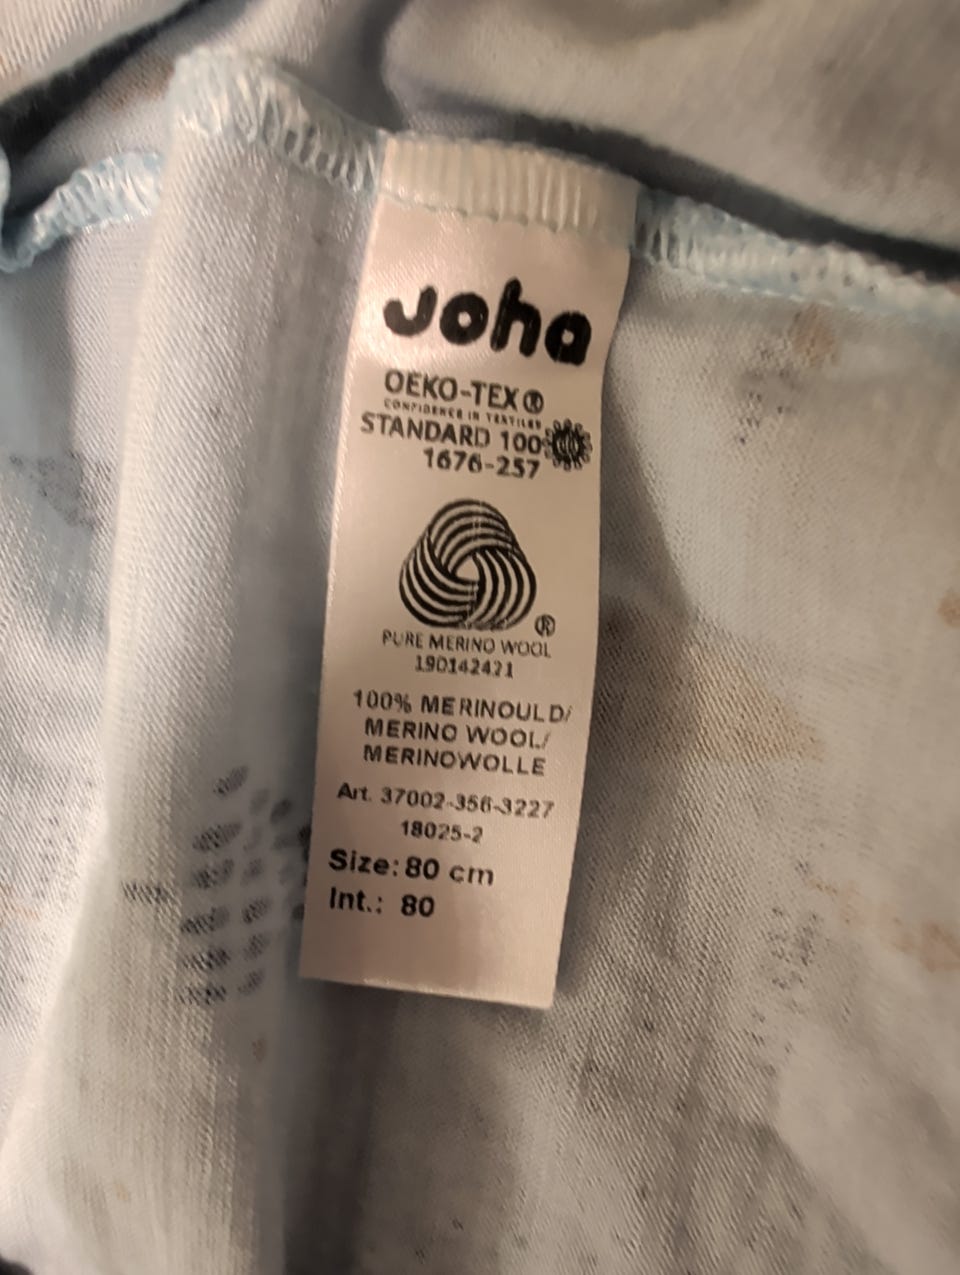 Joha
OEKO-TEX®
CONFIDENCE IN TEXTILES
STANDARD 100
1676-257
®
PURE MERINO WOOL
190142421
100% MERINOULD/
MERINO WOOL/
MERINOWOLLE
Art. 37002-356-3227
18025-2
Size: 80 cm
Int.: 80